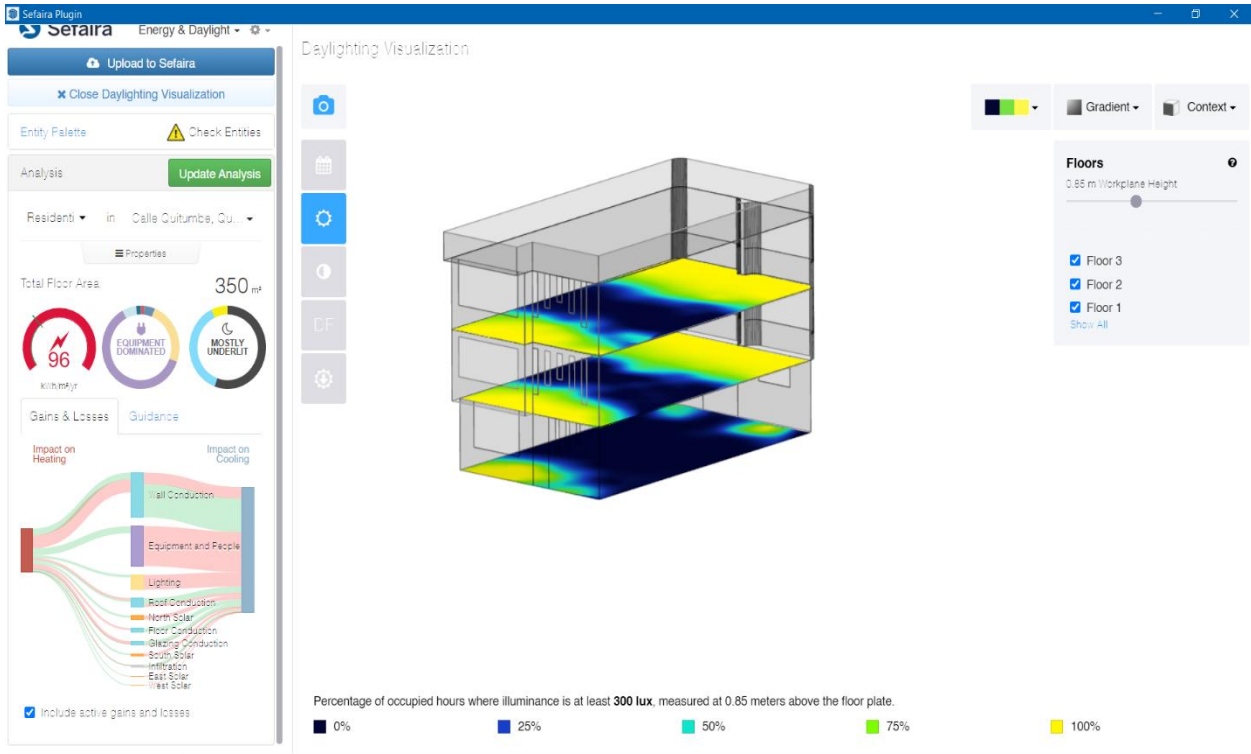 Sefaira Plugin
Sefaira
Energy & Daylight
Upload to Sefaira
Close Daylighting Visualization
Entity Palette
Check Entities
Analysis
Update Analysis
Residenti
in
Calle Quitumbe, Qu...
Properties
Total Floor Area
350 m²
96
kWh/m²/yr
EQUIPMENT
DOMINATED
MOSTLY
UNDERLIT
Gains & Losses
Guidance
Impact on
Heating
Impact on
Cooling
Wall Conduction
Equipment and People
Lighting
Roof Conduction
North Solar
Floor Conduction
Glazing Conduction
South Solar
Infiltration
East Solar
West Solar
Include active gains and losses
Daylighting Visualization
DF
Gradient
Context
Floors
0.85 m Workplane Height
Floor 3
Floor 2
Floor 1
Show All
Percentage of occupied hours where illuminance is at least 300 lux, measured at 0.85 meters above the floor plate.
0%
25%
50%
75%
100%